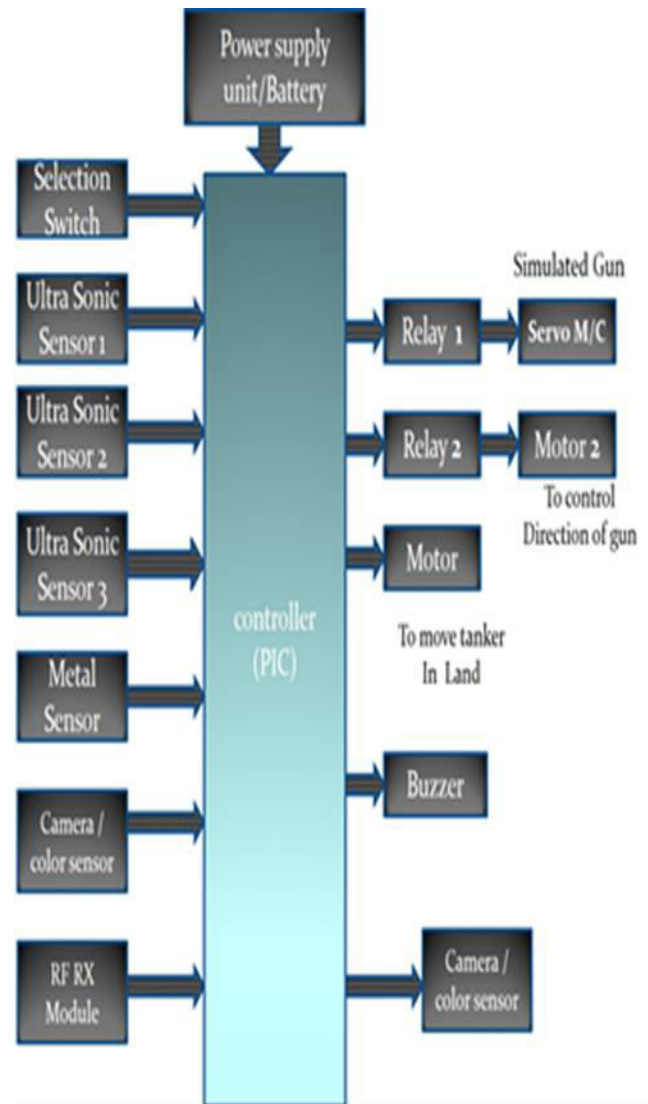 Power supply
unit/Battery
Selection
Switch
Ultra Sonic
Sensor 1
Ultra Sonic
Sensor 2
Ultra Sonic
Sensor 3
Metal
Sensor
Camera /
color sensor
RF RX
Module
controller
(PIC)
Simulated Gun
Relay 1
Servo M/C
Relay 2
Motor 2
To control
Direction of gun
Motor
To move tanker
In Land
Buzzer
Camera /
color sensor